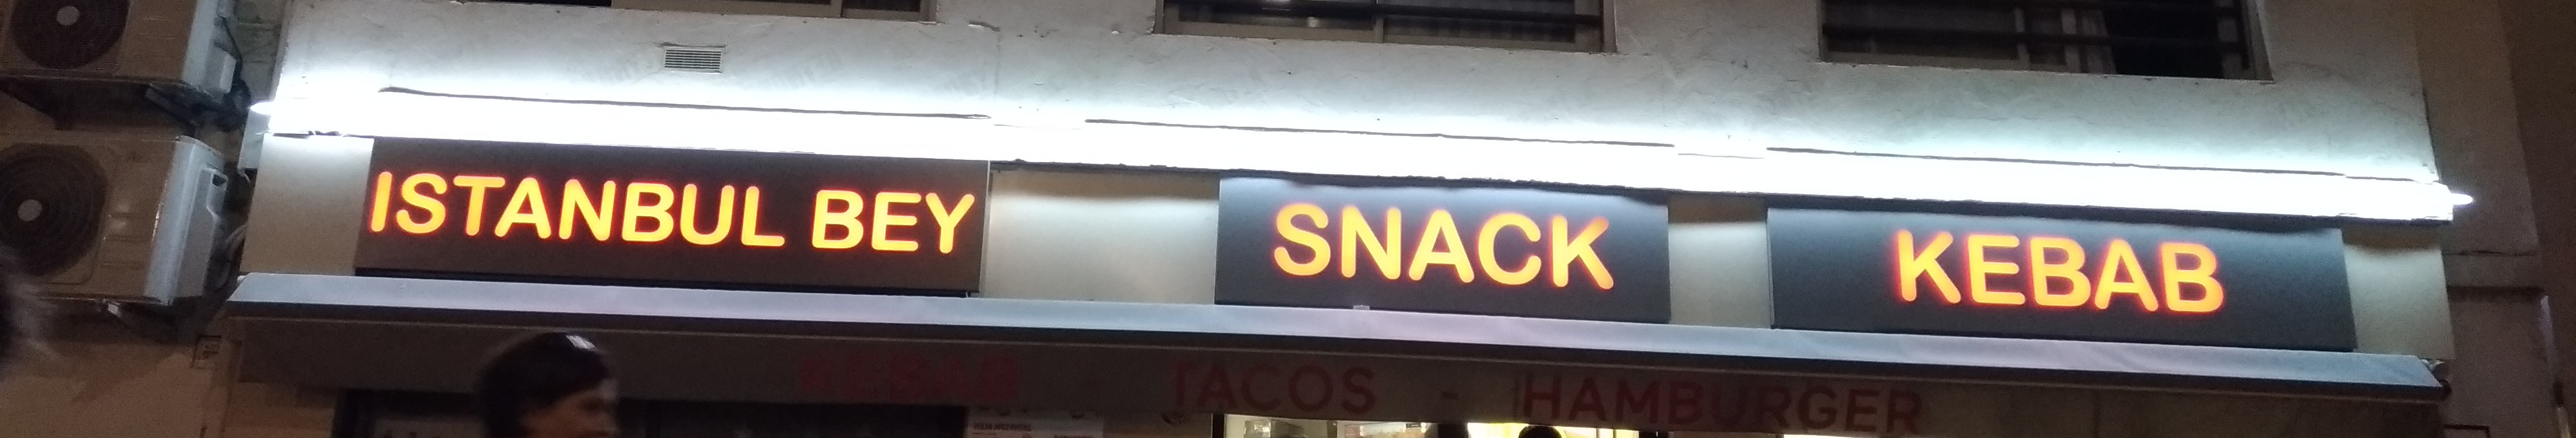 ISTANBUL BEY SNACK KEBAB
KEBAB - TACOS - HAMBURGER